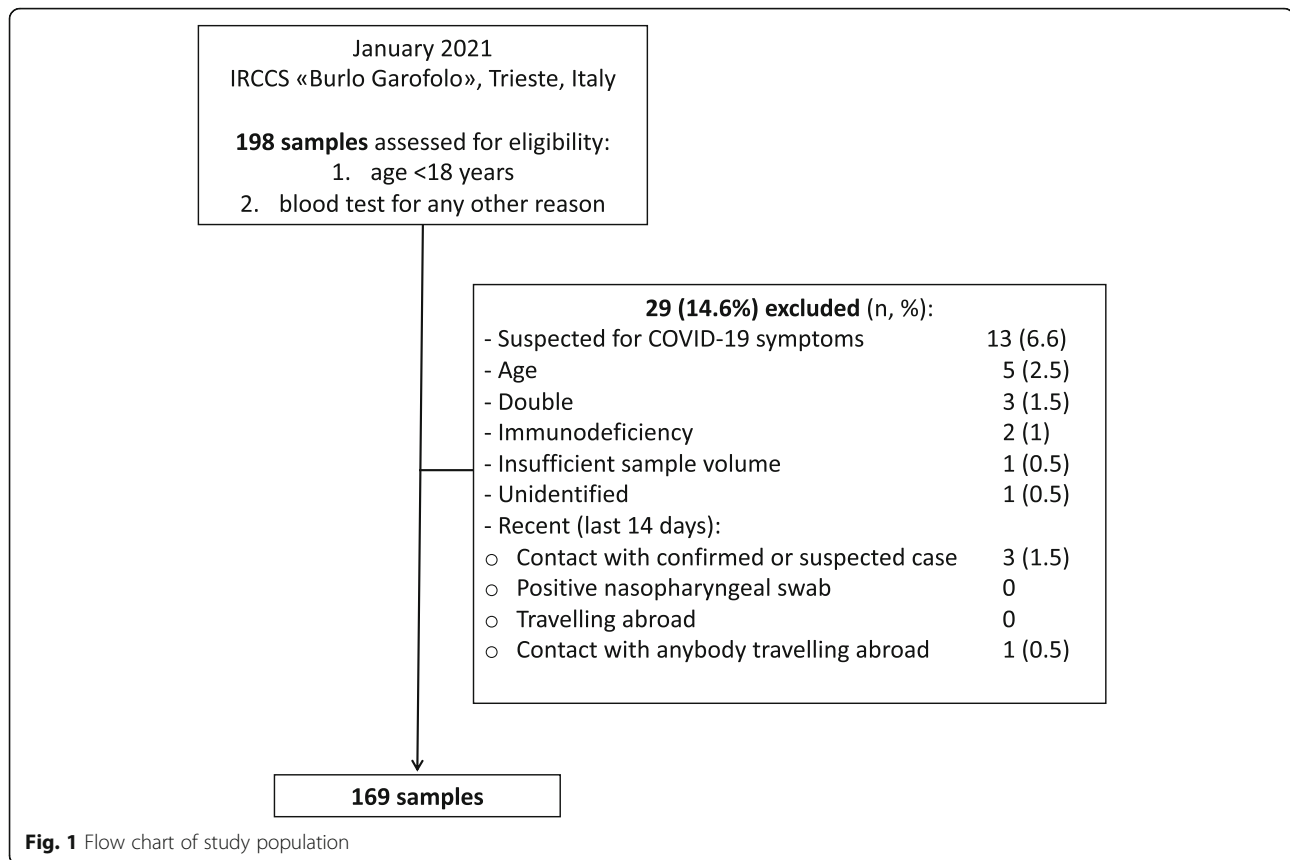 January 2021
IRCCS «Burlo Garofolo», Trieste, Italy
198 samples assessed for eligibility:
1. age <18 years
2. blood test for any other reason
29 (14.6%) excluded (n, %):
- Suspected for COVID-19 symptoms 13 (6.6)
- Age 5 (2.5)
- Double 3 (1.5)
- Immunodeficiency 2 (1)
- Insufficient sample volume 1 (0.5)
- Unidentified 1 (0.5)
- Recent (last 14 days):
○ Contact with confirmed or suspected case 3 (1.5)
○ Positive nasopharyngeal swab 0
○ Travelling abroad 0
○ Contact with anybody travelling abroad 1 (0.5)
169 samples
Fig. 1 Flow chart of study population